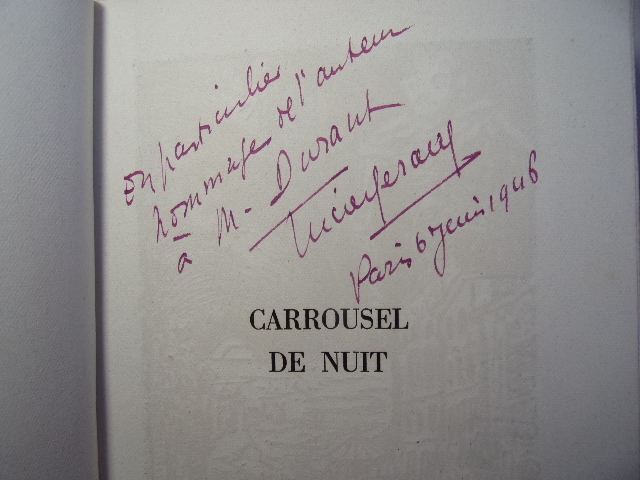 en particulier
hommage de l'auteur
à M. Durant
Paris 6 juin 1946
CARROUSEL
DE NUIT